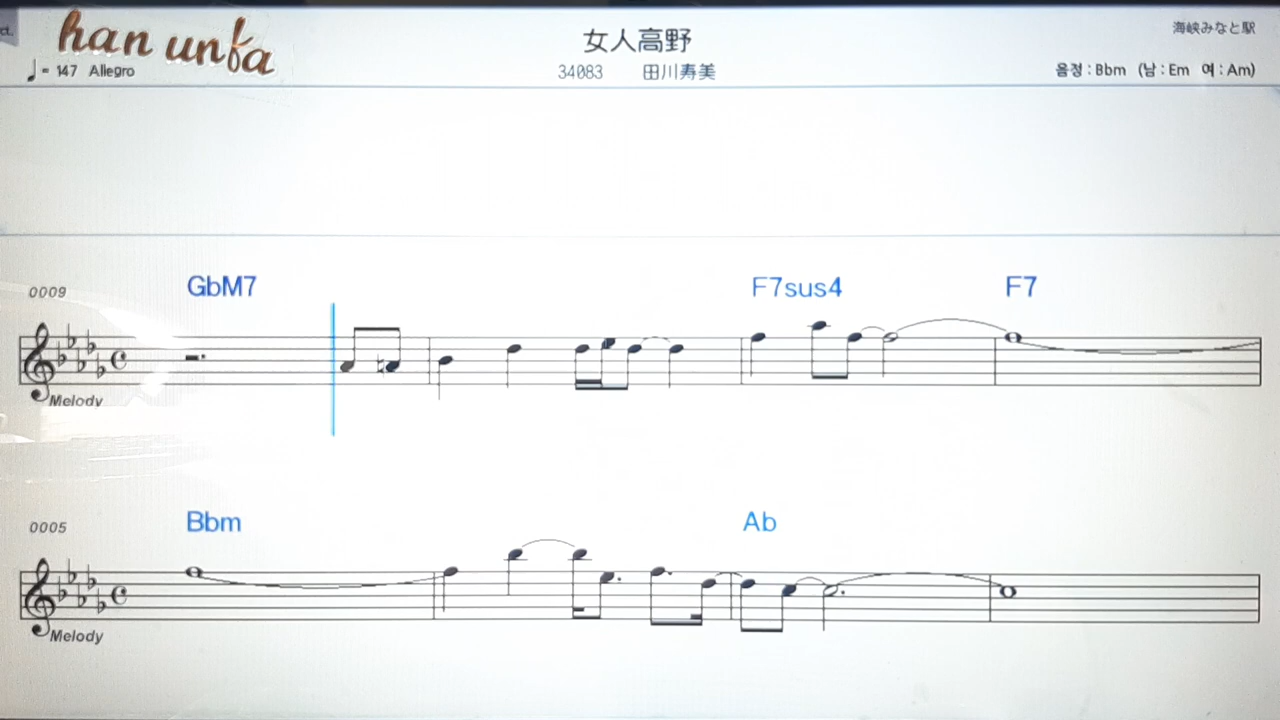 ct.
han unfa
女人高野
海峡みなと駅
♩= 147 Allegro
34083 田川寿美
음정 : Bbm (남 : Em 여 : Am)
GbM7 F7sus4 F7
0009
Melody
Bbm Ab
0005
Melody